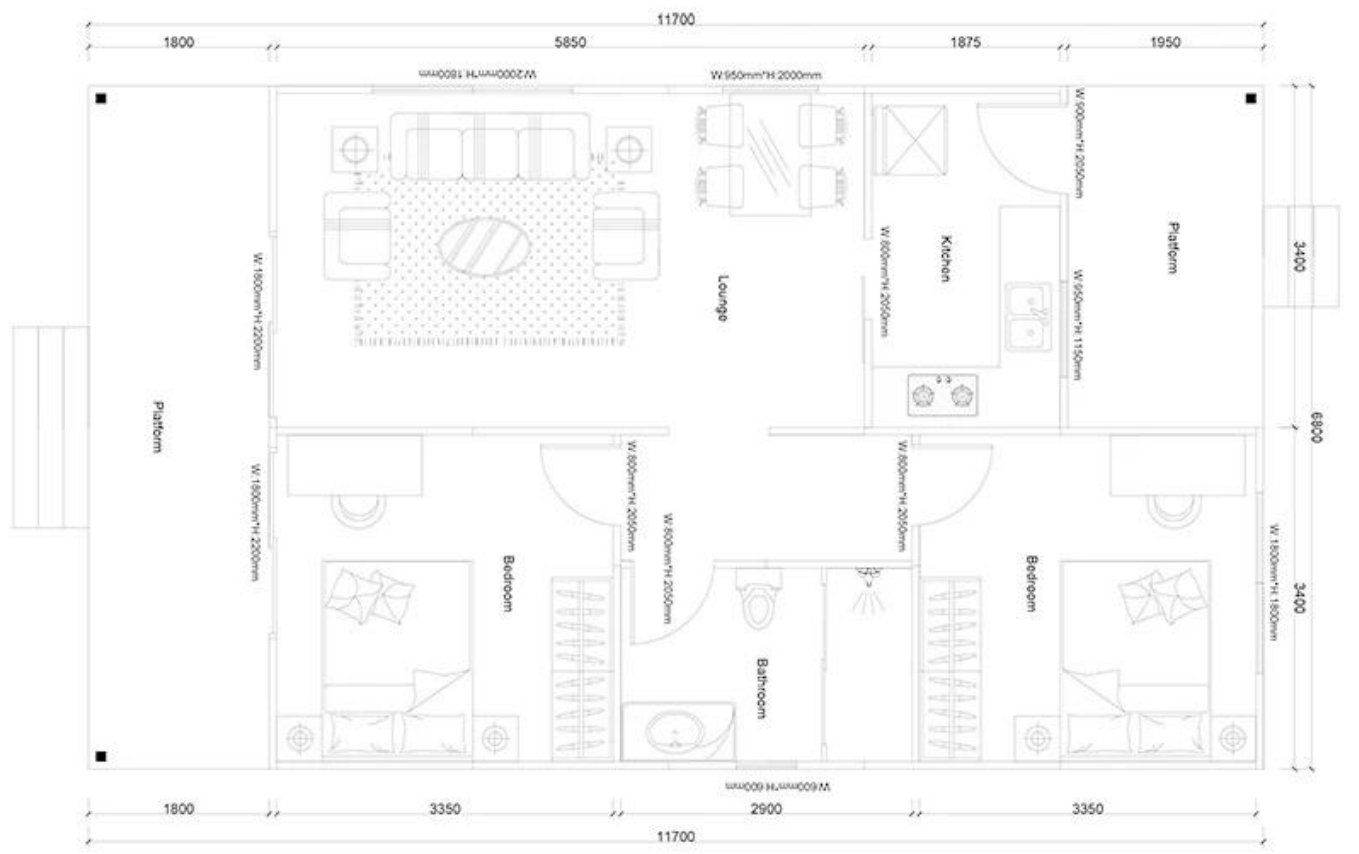 11700
1800
5850
1875
1950
W:2000mm*H:1800mm
W:950mm*H:2000mm
W:900mm*H:2050mm
3400
6800
3400
Platform
Kitchen
Lounge
W:800mm*H:2050mm
W:950mm*H:1150mm
W:1800mm*H:2200mm
Platform
W:1800mm*H:2200mm
W:800mm*H:2050mm
W:800mm*H:2050mm
W:800mm*H:2050mm
Bedroom
Bedroom
W:1800mm*H:1800mm
Bathroom
W:600mm*H:600mm
1800
3350
2900
3350
11700